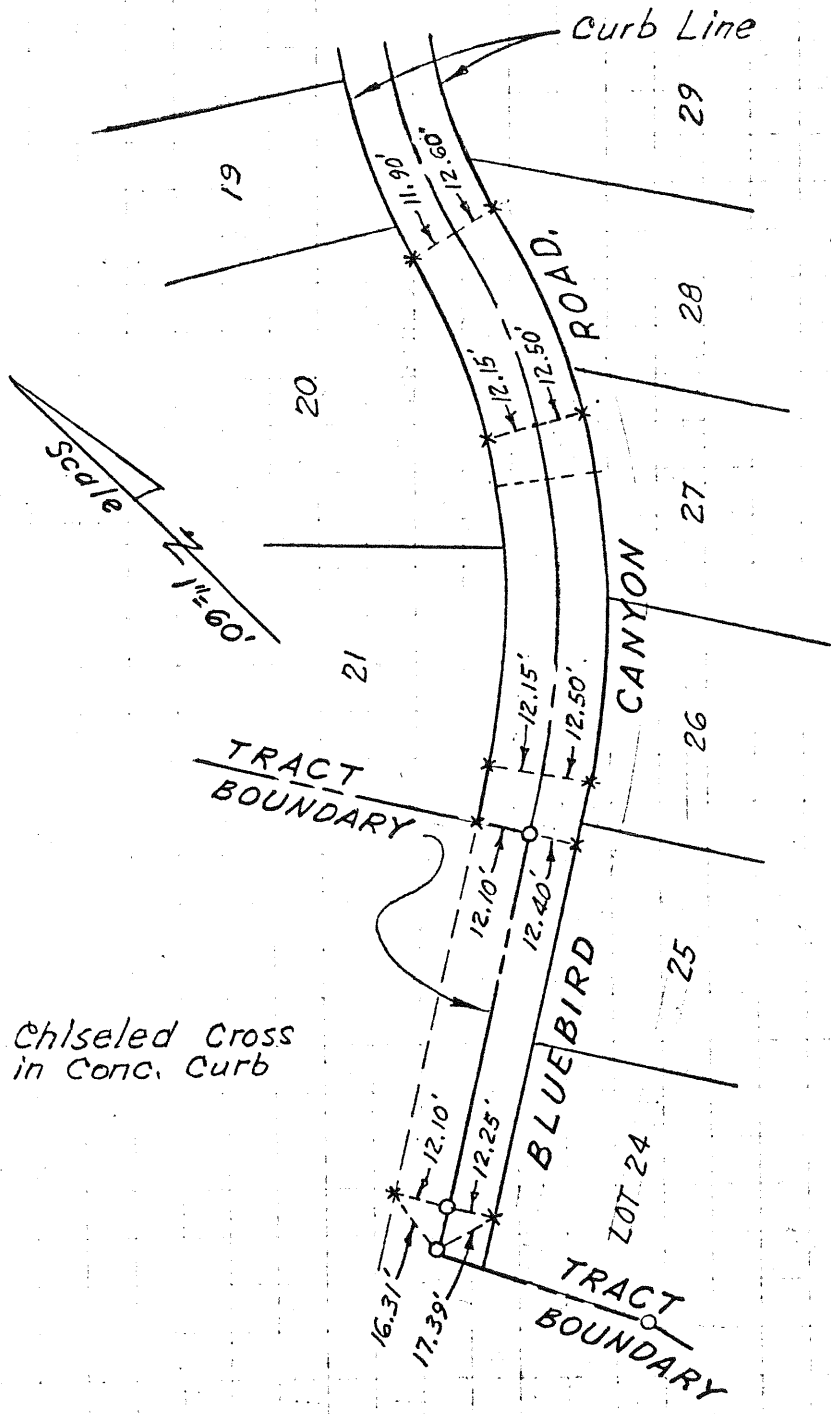 Curb Line
29
19
11.90'
12.60"
ROAD.
28
20
12.15'
12.50'
Scale
N
1"=60'
27
CANYON
21
12.15'
12.50'
26
TRACT
BOUNDARY
12.10'
12.40'
25
BLUEBIRD
Chiseled Cross
in Conc. Curb
12.10'
12.25'
LOT 24
16.31'
17.39'
TRACT
BOUNDARY